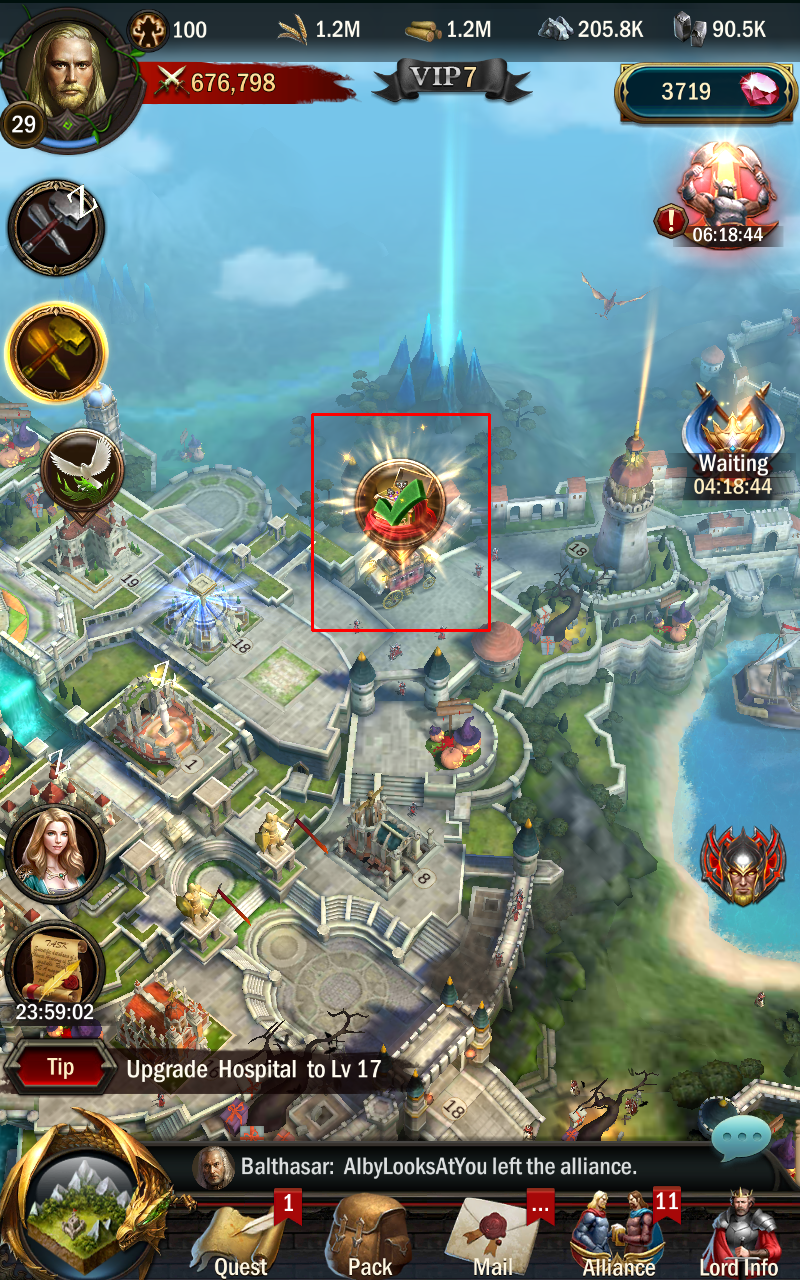 100
1.2M
1.2M
205.8K
90.5K
676,798
VIP7
3719
29
06:18:44
Waiting
04:18:44
18
19
18
1
8
TASK
23:59:02
Tip
Upgrade Hospital to Lv 17
18
Balthasar: AlbyLooksAtYou left the alliance.
1
...
11
Quest
Pack
Mail
Alliance
Lord Info